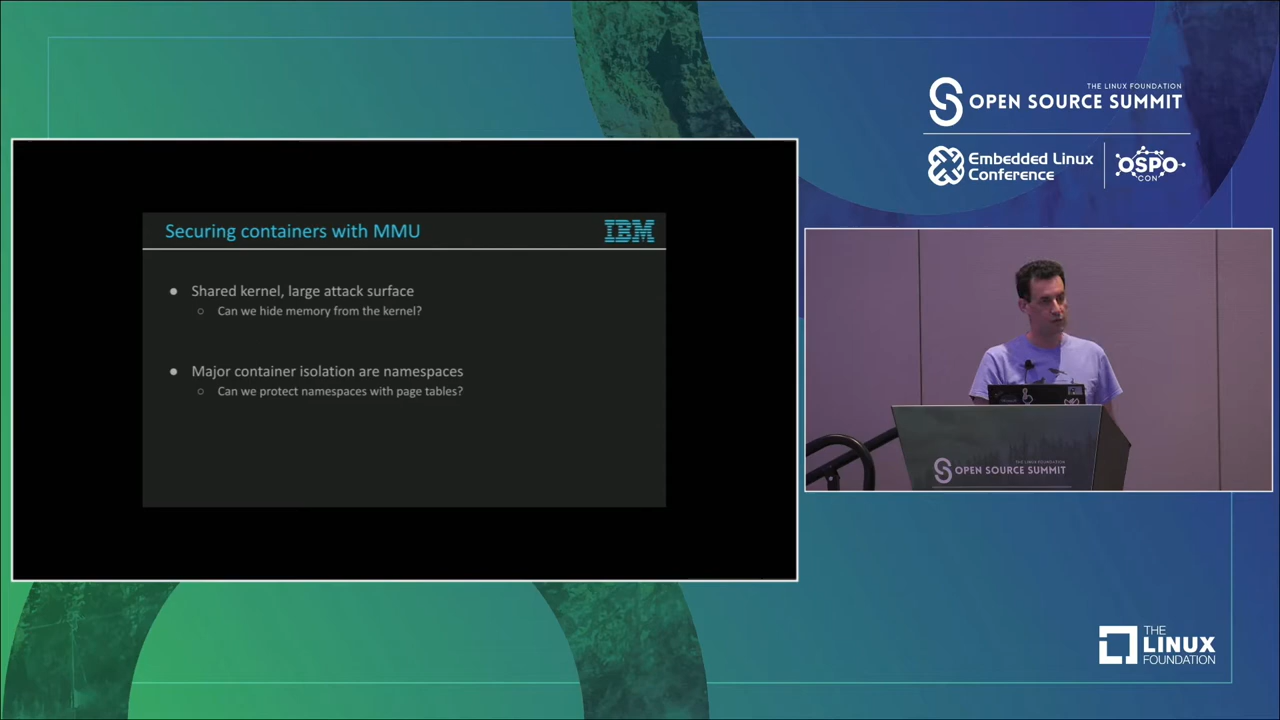 THE LINUX FOUNDATION
OPEN SOURCE SUMMIT
Embedded Linux
Conference
OSPO
CON
Securing containers with MMU
IBM
● Shared kernel, large attack surface
○ Can we hide memory from the kernel?
● Major container isolation are namespaces
○ Can we protect namespaces with page tables?
THE LINUX FOUNDATION
OPEN SOURCE SUMMIT
THE
LINUX
FOUNDATION